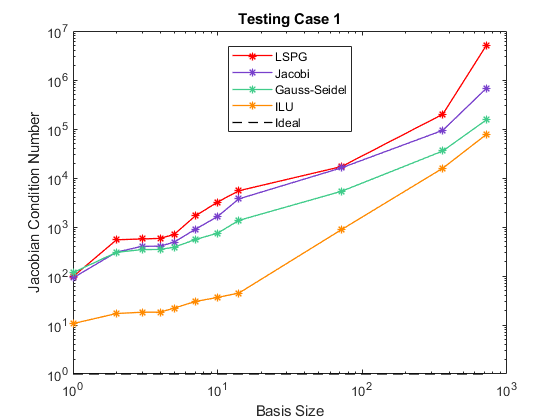 Testing Case 1
10^7
10^6
10^5
10^4
10^3
10^2
10^1
10^0
Jacobian Condition Number
LSPG
Jacobi
Gauss-Seidel
ILU
Ideal
10^0
10^1
10^2
10^3
Basis Size